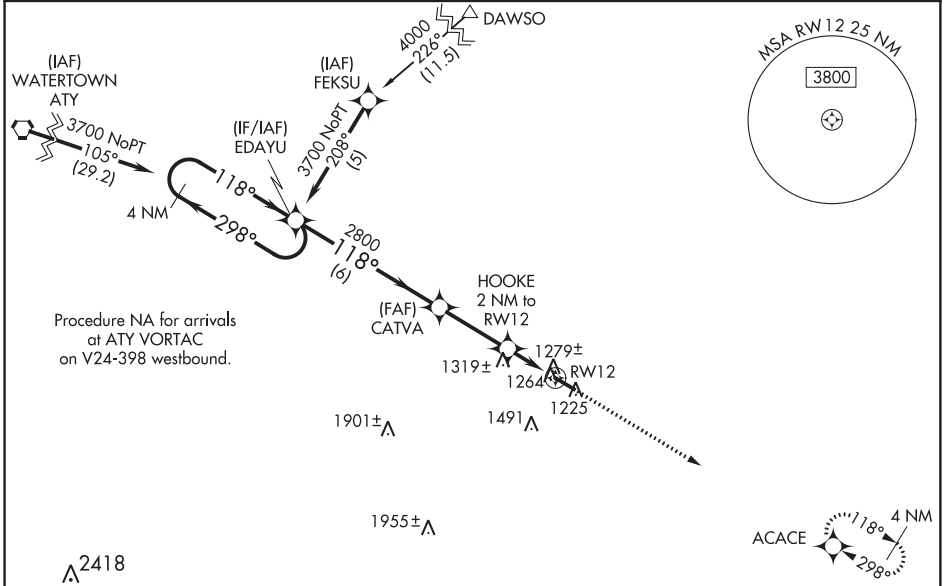 DAWSO
4000
226°
(11.5)
MSA RW12 25 NM
3800
(IAF)
FEKSU
(IAF)
WATERTOWN
ATY
3700 NoPT
105°
(29.2)
(IF/IAF)
EDAYU
3700 NoPT
208°
(5)
118°
4 NM
298°
2800
118°
(6)
HOOKE
2 NM to
RW12
(FAF)
CATVA
Procedure NA for arrivals
at ATY VORTAC
on V24-398 westbound.
1279±
1319±
1264
RW12
1225
1901±
1491
1955±
ACACE
118°
4 NM
298°
2418